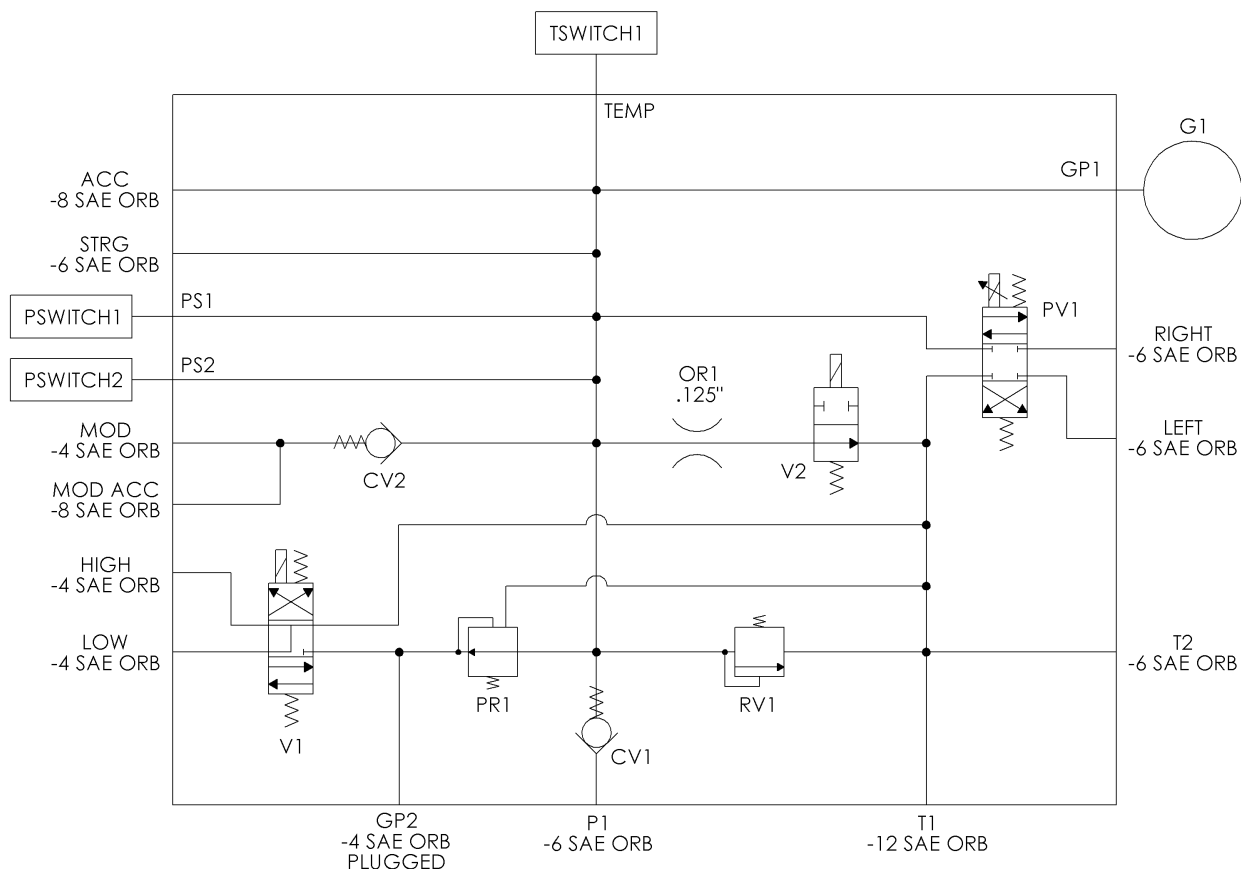 TSWITCH1
TEMP
G1
GP1
ACC
-8 SAE ORB
STRG
-6 SAE ORB
PSWITCH1
PS1
PV1
RIGHT
-6 SAE ORB
PSWITCH2
PS2
OR1
.125"
MOD
-4 SAE ORB
LEFT
-6 SAE ORB
CV2
V2
MOD ACC
-8 SAE ORB
HIGH
-4 SAE ORB
LOW
-4 SAE ORB
T2
-6 SAE ORB
PR1
RV1
V1
CV1
GP2
-4 SAE ORB
PLUGGED
P1
-6 SAE ORB
T1
-12 SAE ORB